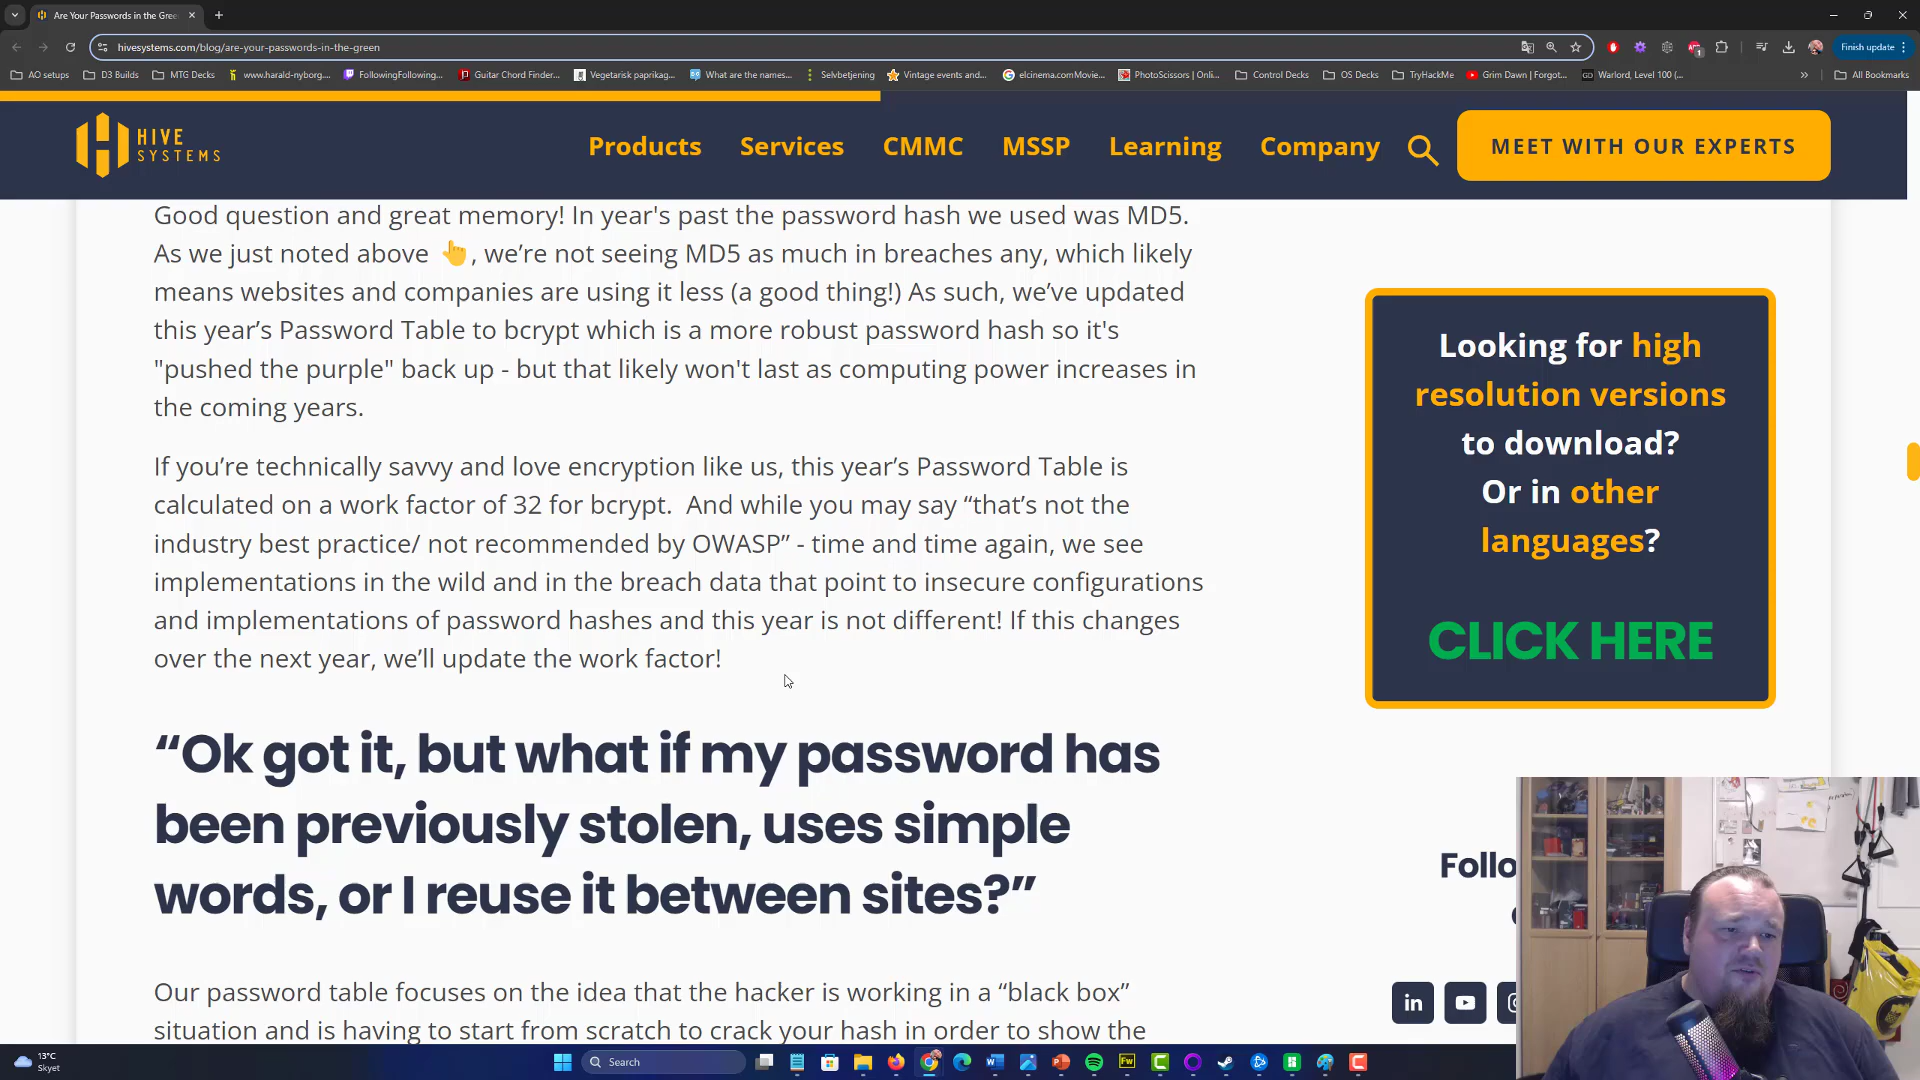 Are Your Passwords in the Gree
hivesystems.com/blog/are-your-passwords-in-the-green
Finish update
AO setups
D3 Builds
MTG Decks
www.harald-nyborg....
FollowingFollowing...
Guitar Chord Finder...
Vegetarisk paprikag...
What are the names...
Selvbetjening
Vintage events and...
elcinema.comMovie...
PhotoScissors | Onli...
Control Decks
OS Decks
TryHackMe
Grim Dawn | Forgot...
Warlord, Level 100 (...
All Bookmarks
HIVE
SYSTEMS
Products
Services
CMMC
MSSP
Learning
Company
MEET WITH OUR EXPERTS
Good question and great memory! In year's past the password hash we used was MD5.
As we just noted above 👆, we’re not seeing MD5 as much in breaches any, which likely
means websites and companies are using it less (a good thing!) As such, we’ve updated
this year’s Password Table to bcrypt which is a more robust password hash so it's
"pushed the purple" back up - but that likely won't last as computing power increases in
the coming years.
If you’re technically savvy and love encryption like us, this year’s Password Table is
calculated on a work factor of 32 for bcrypt.  And while you may say “that’s not the
industry best practice/ not recommended by OWASP” - time and time again, we see
implementations in the wild and in the breach data that point to insecure configurations
and implementations of password hashes and this year is not different! If this changes
over the next year, we’ll update the work factor!
“Ok got it, but what if my password has
been previously stolen, uses simple
words, or I reuse it between sites?”
Our password table focuses on the idea that the hacker is working in a “black box”
situation and is having to start from scratch to crack your hash in order to show the
Looking for high
resolution versions
to download?
Or in other
languages?
CLICK HERE
Follo
13°C
Skyet
Search